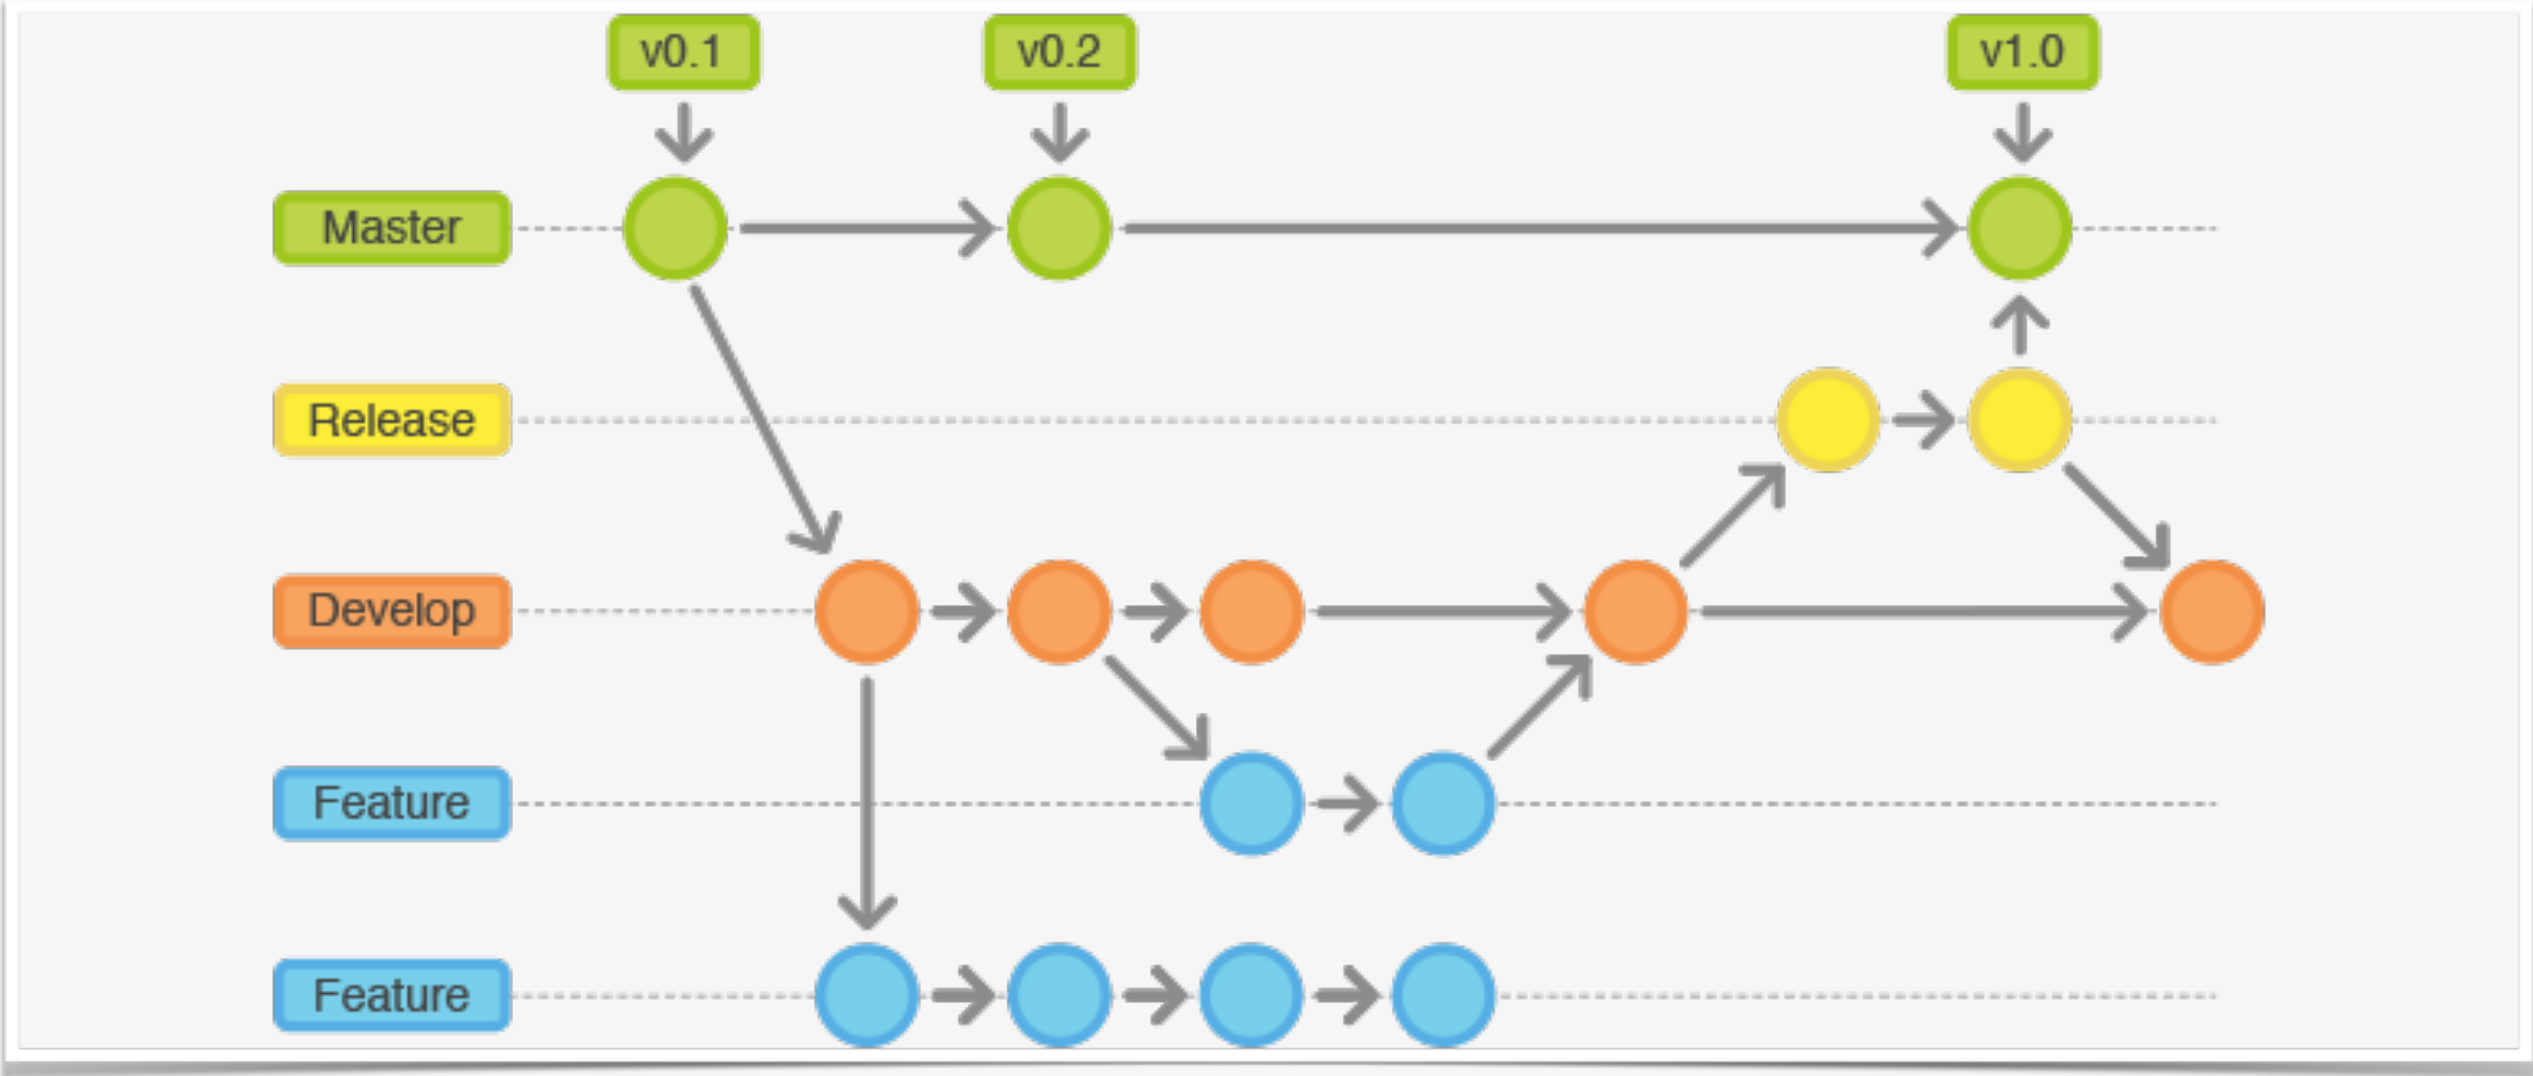 v0.1
v0.2
v1.0
Master
Release
Develop
Feature
Feature